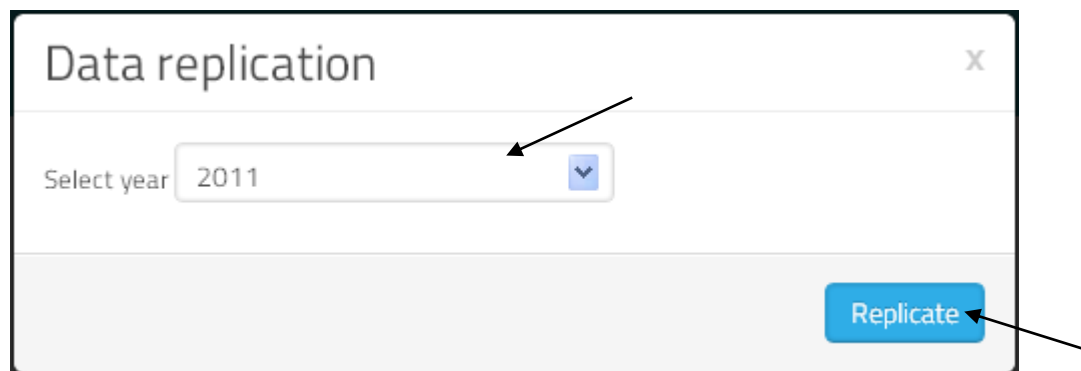 Data replication
x
Select year 2011
Replicate